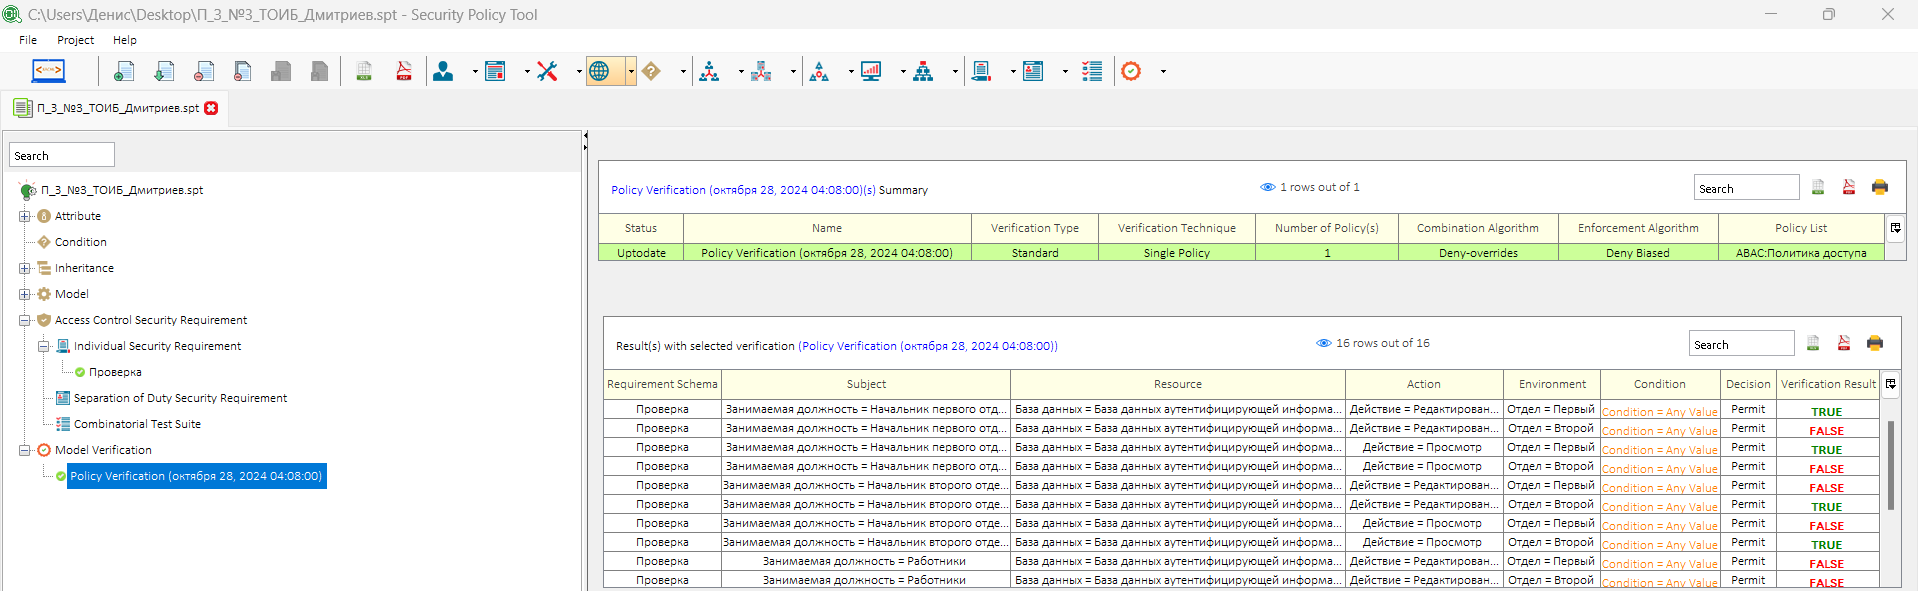 C:\Users\Денис\Desktop\П_З_№3_ТОИБ_Дмитриев.spt - Security Policy Tool
File Project Help
П_З_№3_ТОИБ_Дмитриев.spt
Search
П_З_№3_ТОИБ_Дмитриев.spt
Attribute
Condition
Inheritance
Model
Access Control Security Requirement
Individual Security Requirement
Проверка
Separation of Duty Security Requirement
Combinatorial Test Suite
Model Verification
Policy Verification (октября 28, 2024 04:08:00)
Policy Verification (октября 28, 2024 04:08:00)(s) Summary 1 rows out of 1 Search
Status Name Verification Type Verification Technique Number of Policy(s) Combination Algorithm Enforcement Algorithm Policy List
Uptodate Policy Verification (октября 28, 2024 04:08:00) Standard Single Policy 1 Deny-overrides Deny Biased ABAC:Политика доступа
Result(s) with selected verification (Policy Verification (октября 28, 2024 04:08:00)) 16 rows out of 16 Search
Requirement Schema Subject Resource Action Environment Condition Decision Verification Result
Проверка Занимаемая должность = Начальник первого отд... База данных = База данных аутентифицирующей информа... Действие = Редактирован... Отдел = Первый Condition = Any Value Permit TRUE
Проверка Занимаемая должность = Начальник первого отд... База данных = База данных аутентифицирующей информа... Действие = Редактирован... Отдел = Второй Condition = Any Value Permit FALSE
Проверка Занимаемая должность = Начальник первого отд... База данных = База данных аутентифицирующей информа... Действие = Просмотр Отдел = Первый Condition = Any Value Permit TRUE
Проверка Занимаемая должность = Начальник первого отд... База данных = База данных аутентифицирующей информа... Действие = Просмотр Отдел = Второй Condition = Any Value Permit FALSE
Проверка Занимаемая должность = Начальник второго отде... База данных = База данных аутентифицирующей информа... Действие = Редактирован... Отдел = Первый Condition = Any Value Permit FALSE
Проверка Занимаемая должность = Начальник второго отде... База данных = База данных аутентифицирующей информа... Действие = Редактирован... Отдел = Второй Condition = Any Value Permit TRUE
Проверка Занимаемая должность = Начальник второго отде... База данных = База данных аутентифицирующей информа... Действие = Просмотр Отдел = Первый Condition = Any Value Permit FALSE
Проверка Занимаемая должность = Начальник второго отде... База данных = База данных аутентифицирующей информа... Действие = Просмотр Отдел = Второй Condition = Any Value Permit TRUE
Проверка Занимаемая должность = Работники База данных = База данных аутентифицирующей информа... Действие = Редактирован... Отдел = Первый Condition = Any Value Permit FALSE
Проверка Занимаемая должность = Работники База данных = База данных аутентифицирующей информа... Действие = Редактирован... Отдел = Второй Condition = Any Value Permit FALSE